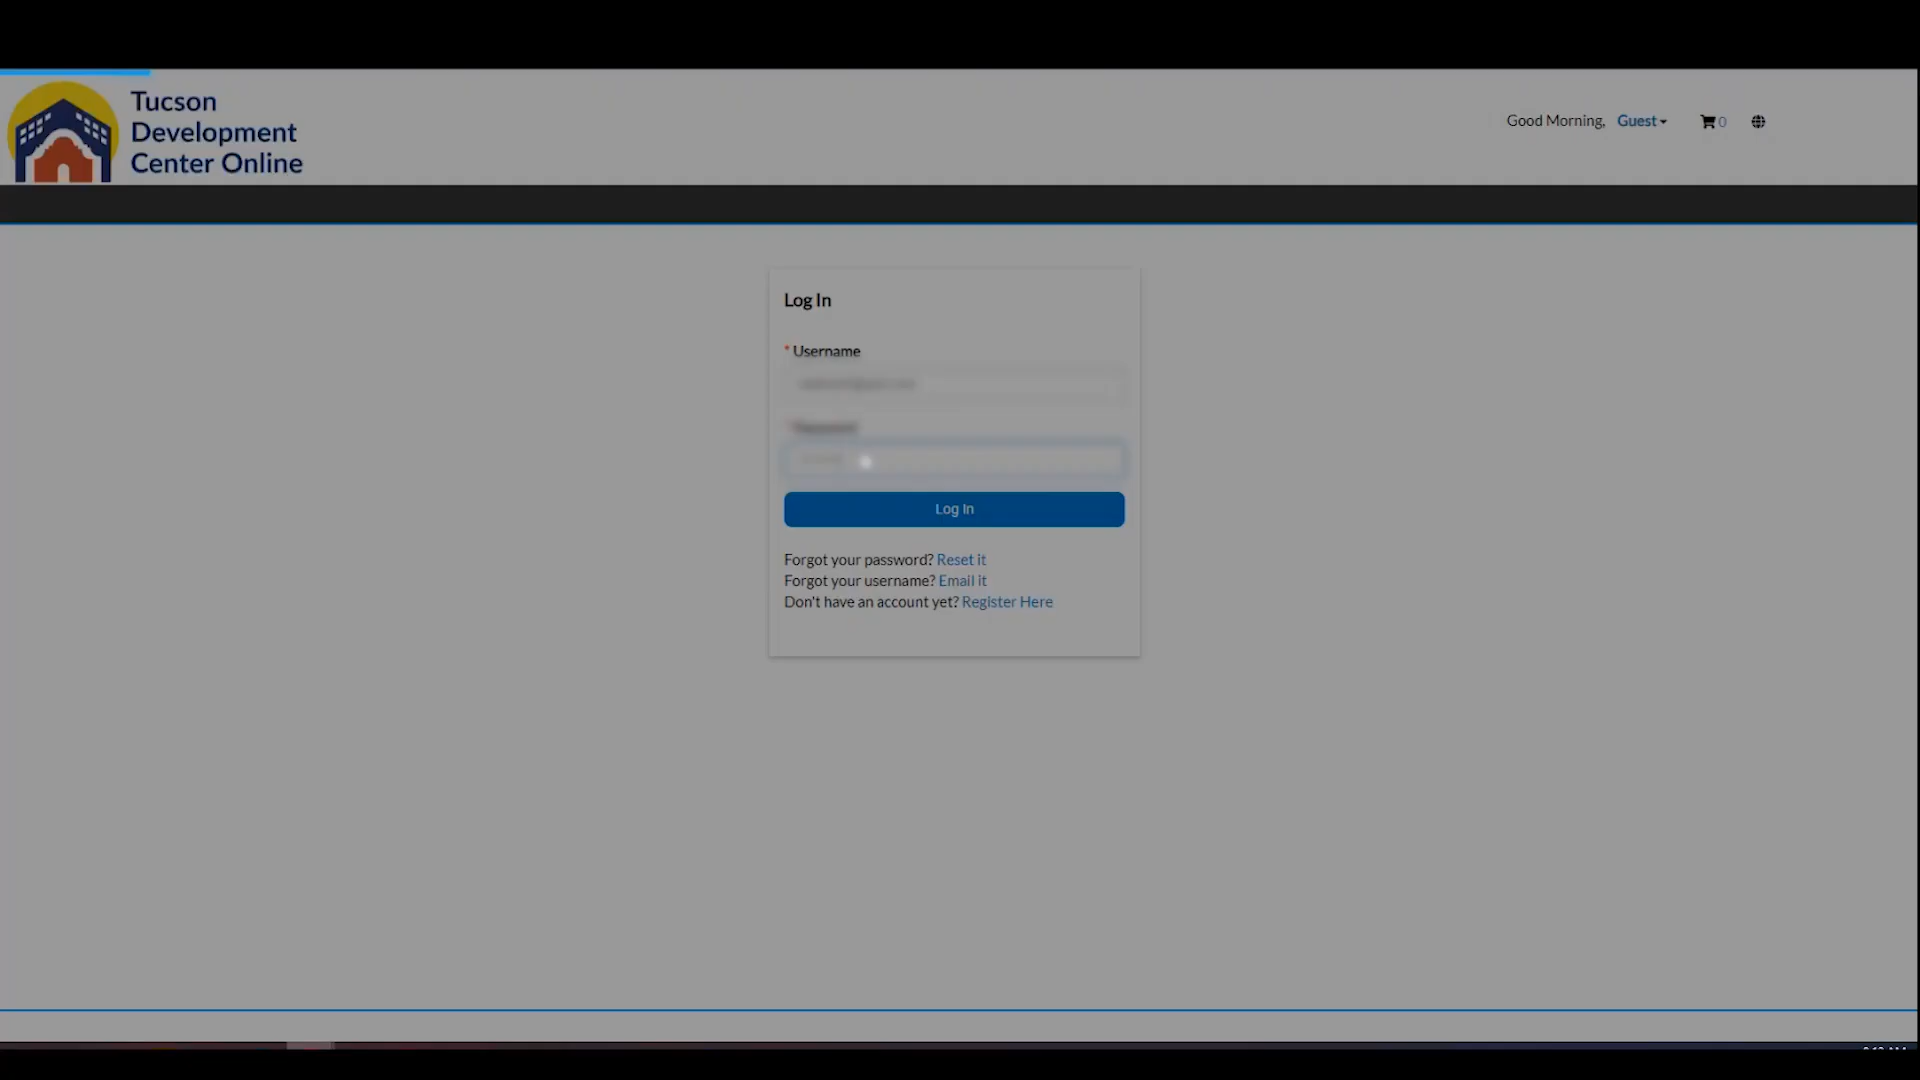 Tucson
Development
Center Online
Good Morning, Guest
0
Log In
* Username
Log In
Forgot your password? Reset it
Forgot your username? Email it
Don't have an account yet? Register Here